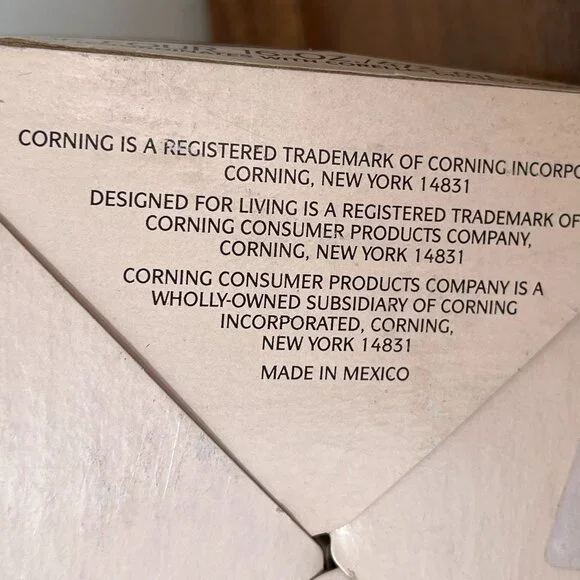 CORNING IS A REGISTERED TRADEMARK OF CORNING INCORPO
CORNING, NEW YORK 14831
DESIGNED FOR LIVING IS A REGISTERED TRADEMARK OF
CORNING CONSUMER PRODUCTS COMPANY,
CORNING, NEW YORK 14831
CORNING CONSUMER PRODUCTS COMPANY IS A
WHOLLY-OWNED SUBSIDIARY OF CORNING
INCORPORATED, CORNING,
NEW YORK 14831
MADE IN MEXICO